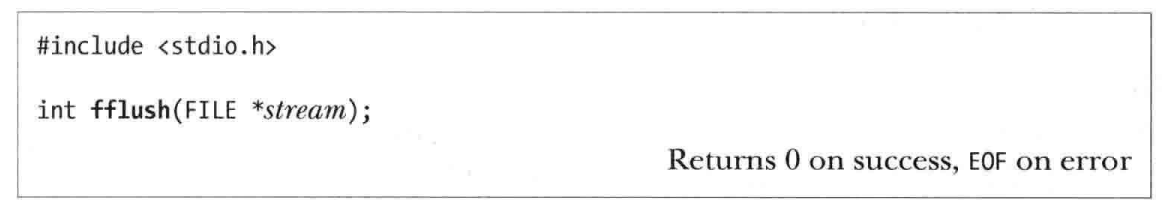 #include <stdio.h>
int fflush(FILE *stream);
Returns 0 on success, EOF on error